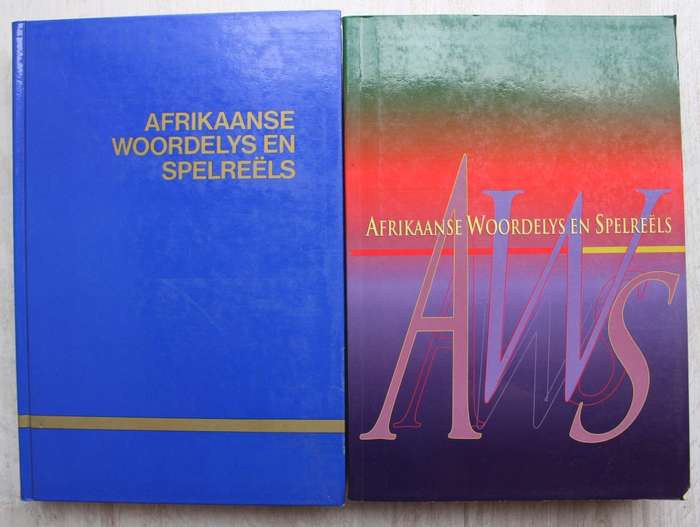 AFRIKAANSE
WOORDELYS EN
SPELREËLS
AFRIKAANSE WOORDELYS EN SPELREËLS
AWS